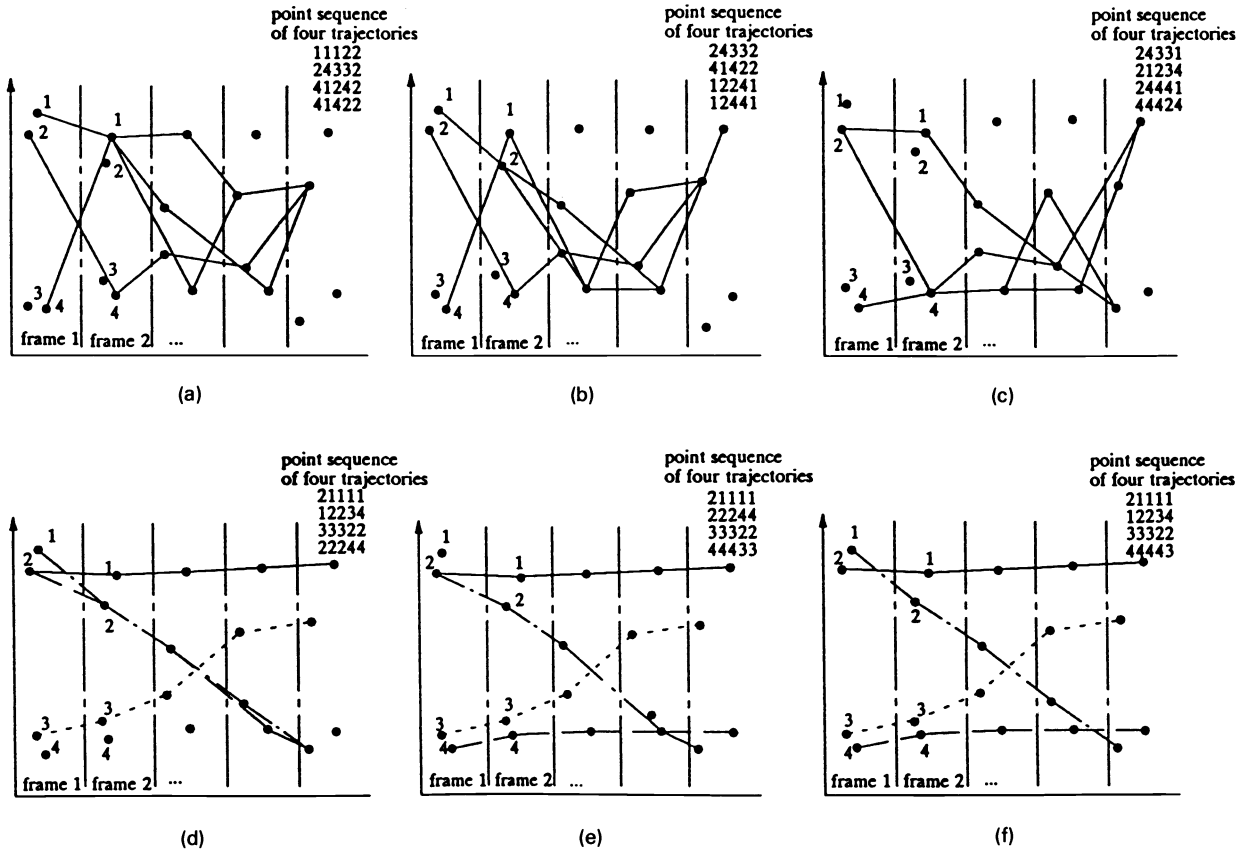 point sequence
of four trajectories
11122
24332
41242
41422
1
1
2
2
3
3
4
4
frame 1
frame 2
...
(a)
point sequence
of four trajectories
24332
41422
12241
12441
1
1
2
2
3
3
4
4
frame 1
frame 2
...
(b)
point sequence
of four trajectories
24331
21234
24441
44424
1
1
2
2
3
3
4
4
frame 1
frame 2
...
(c)
point sequence
of four trajectories
21111
12234
33322
22244
1
2
1
2
3
3
4
4
frame 1
frame 2
...
(d)
point sequence
of four trajectories
21111
22244
33322
44433
1
2
1
2
3
3
4
4
frame 1
frame 2
...
(e)
point sequence
of four trajectories
21111
12234
33322
44443
1
2
1
2
3
3
4
4
frame 1
frame 2
...
(f)